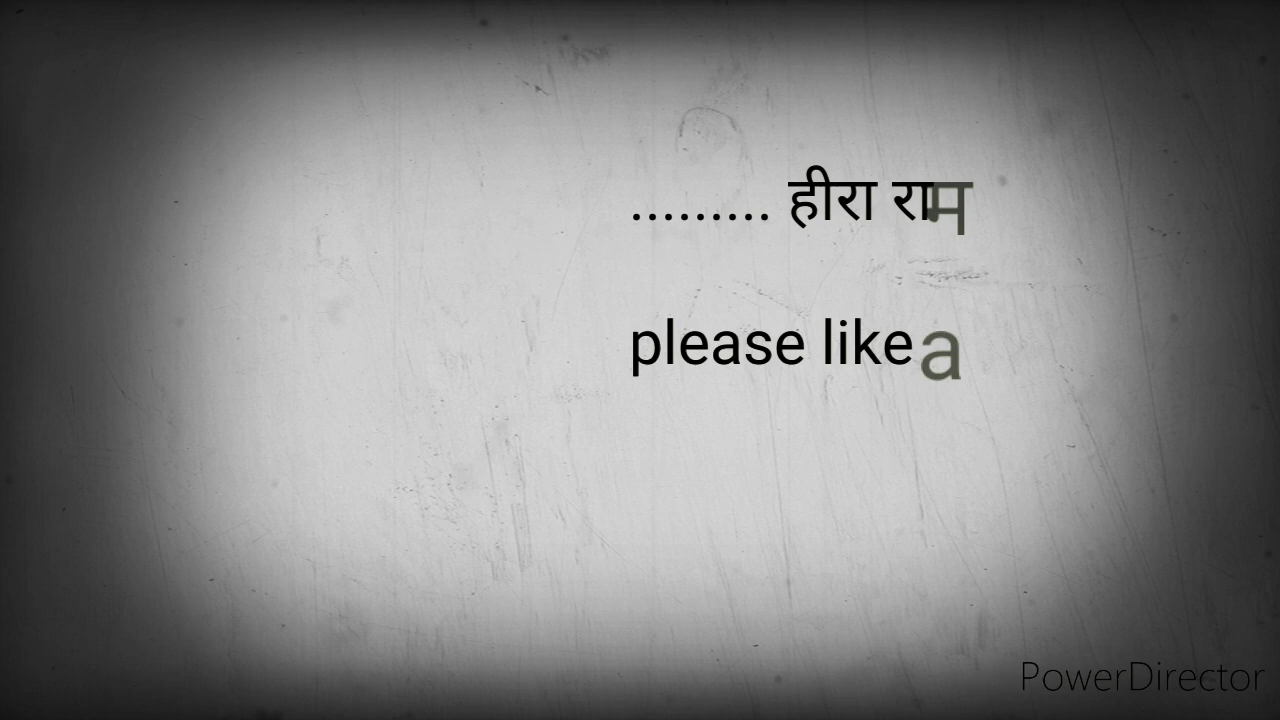 ......... हीरा राम
please like a
PowerDirector